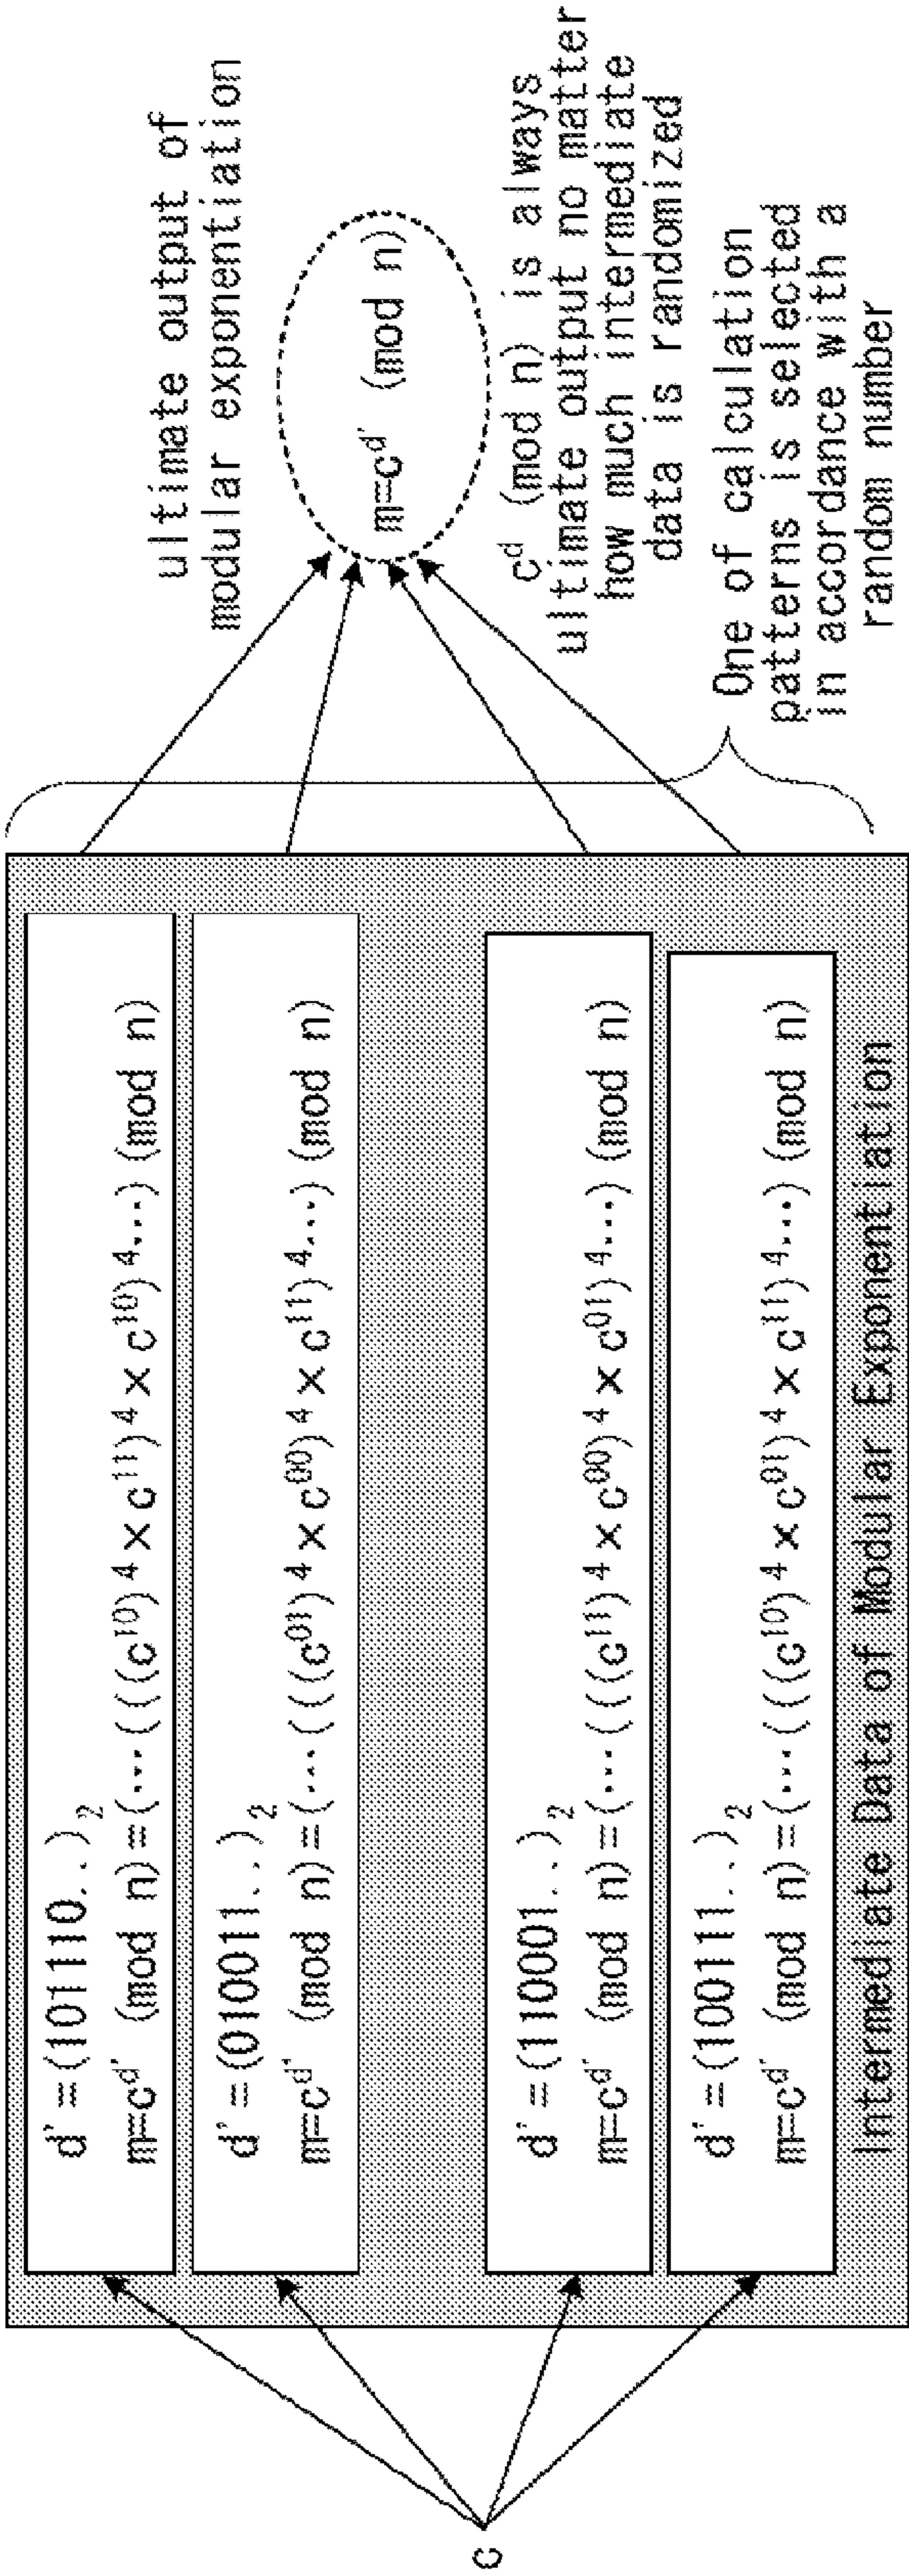 c
d'=(101110..)₂
m=c^d' (mod n)=(…(((c^10)^4×c^11)^4×c^10)^4…)(mod n)
d'=(010011..)₂
m=c^d' (mod n)=(…(((c^01)^4×c^00)^4×c^11)^4…)(mod n)
d'=(110001..)₂
m=c^d' (mod n)=(…(((c^11)^4×c^00)^4×c^01)^4…)(mod n)
d'=(100111..)₂
m=c^d' (mod n)=(…(((c^10)^4×c^01)^4×c^11)^4…)(mod n)
Intermediate Data of Modular Exponentiation
ultimate output of
modular exponentiation
m=c^d' (mod n)
c^d (mod n) is always
ultimate output no matter
how much intermediate
data is randomized
One of calculation
patterns is selected
in accordance with a
random number